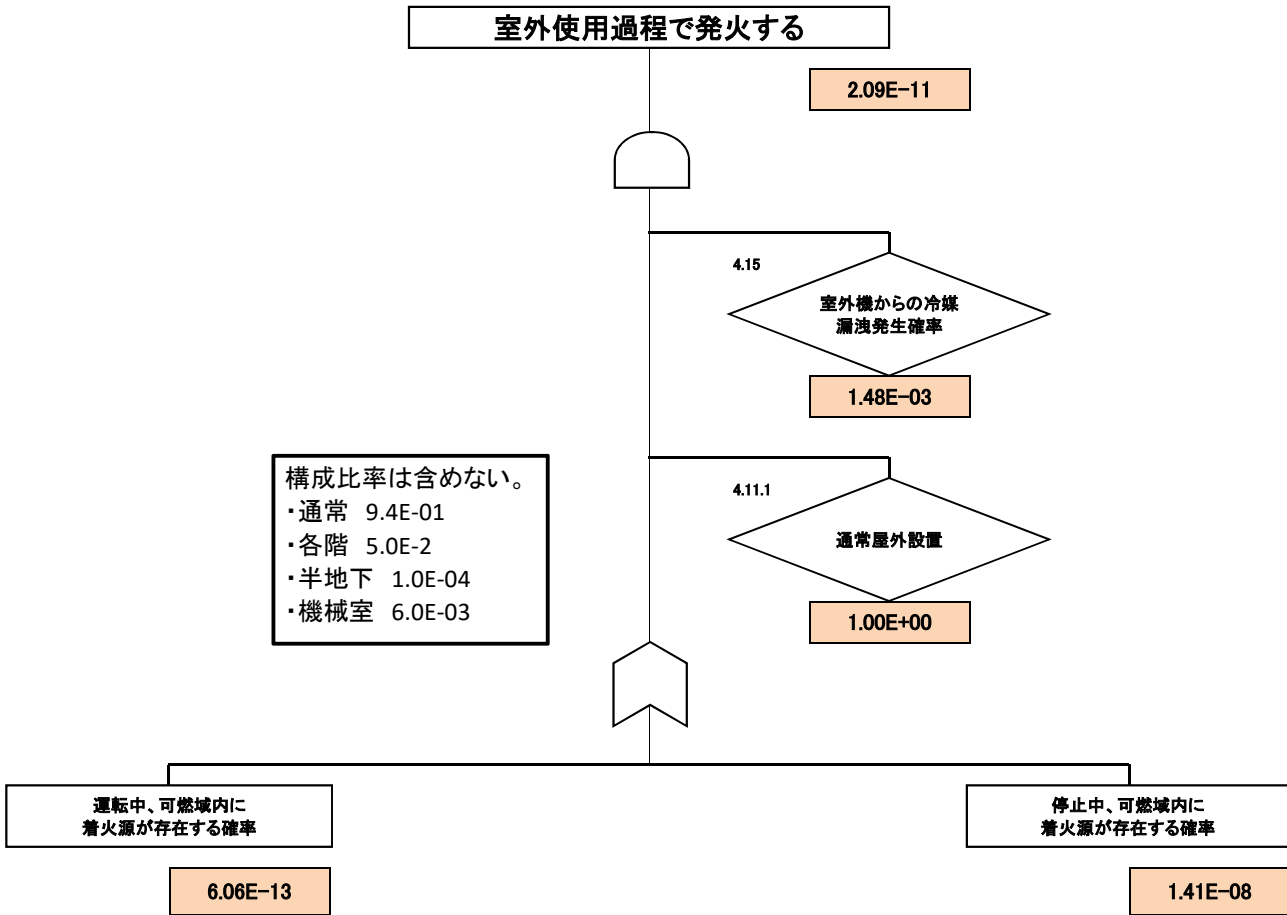 室外使用過程で発火する
2.09E-11
4.15
室外機からの冷媒
漏洩発生確率
1.48E-03
構成比率は含めない。
・通常 9.4E-01
・各階 5.0E-2
・半地下 1.0E-04
・機械室 6.0E-03
4.11.1
通常屋外設置
1.00E+00
運転中、可燃域内に
着火源が存在する確率
6.06E-13
停止中、可燃域内に
着火源が存在する確率
1.41E-08